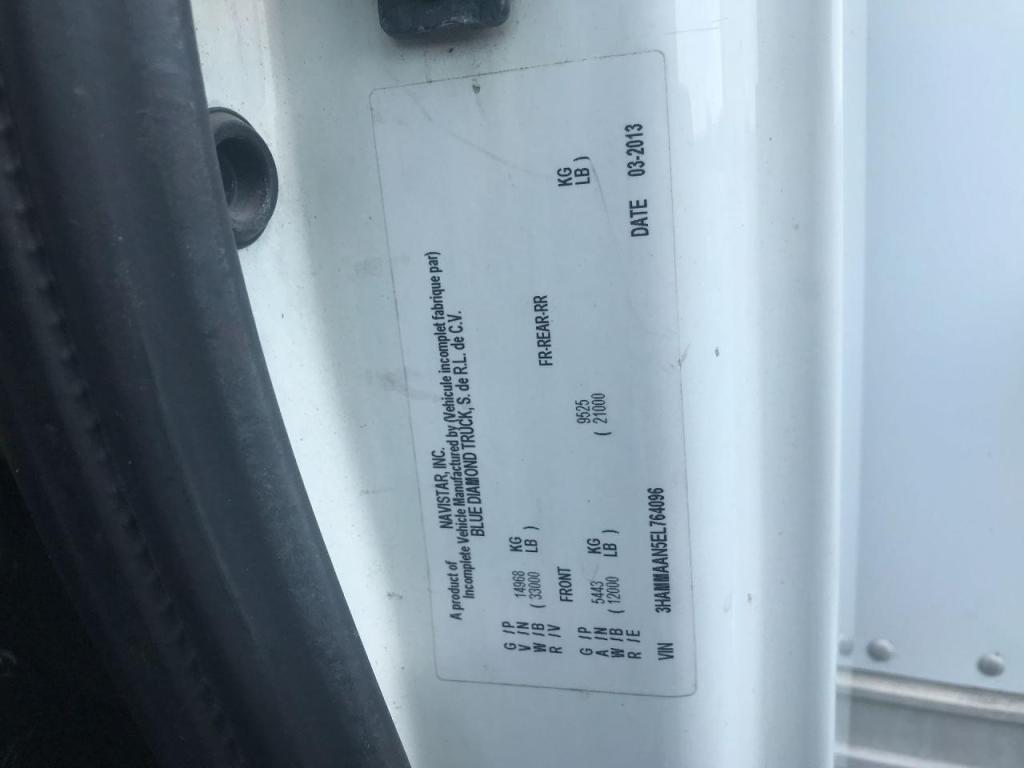 A product of NAVISTAR, INC.
Incomplete Vehicle Manufactured by (Vehicule incomplet fabrique par)
BLUE DIAMOND TRUCK, S. de R.L. de C.V.
G /P
V /IN 14968 KG
W /B ( 33000 LB )
R /V
FRONT FR-REAR-RR
G /P
A /IN 5443 KG 9525 KG
W /B ( 12000 LB ) ( 21000 LB )
R /E
DATE 03-2013
VIN 3HAMMAAN5EL764096